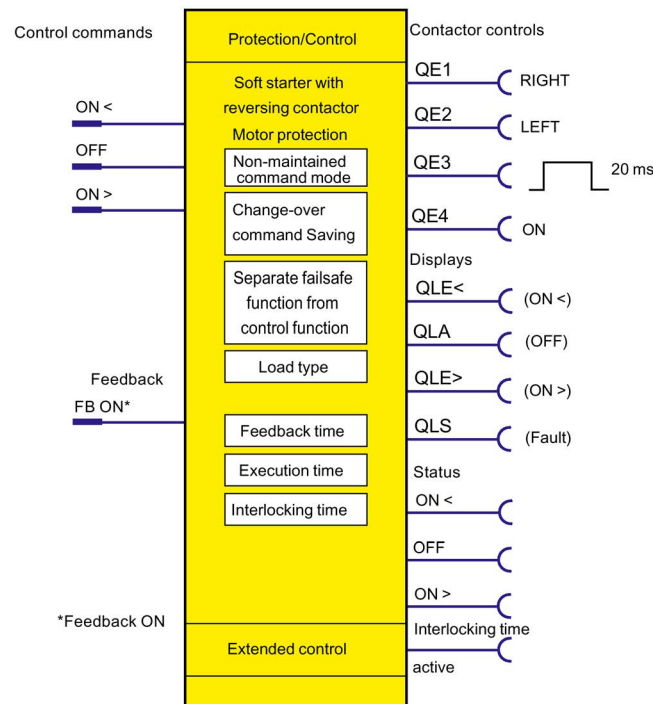 Control commands
Protection/Control
Contactor controls
Soft starter with
reversing contactor
Motor protection
ON <
OFF
ON >
Non-maintained
command mode
Change-over
command Saving
Separate failsafe
function from
control function
Load type
Feedback
FB ON*
Feedback time
Execution time
Interlocking time
*Feedback ON
Extended control
QE1
RIGHT
QE2
LEFT
QE3
20 ms
QE4
ON
Displays
QLE<
(ON <)
QLA
(OFF)
QLE>
(ON >)
QLS
(Fault)
Status
ON <
OFF
ON >
Interlocking time
active